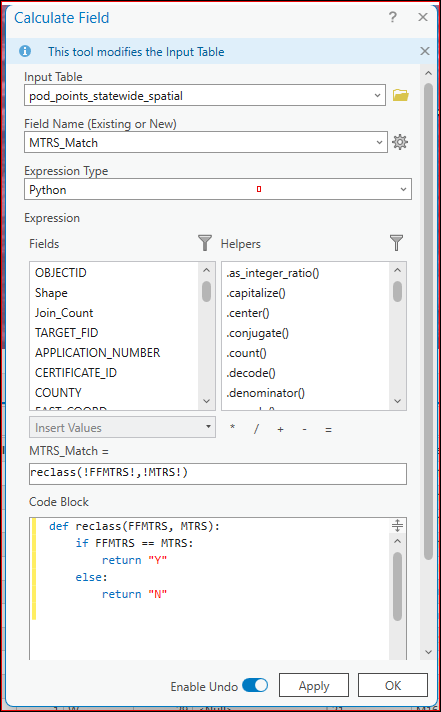 Calculate Field
? ×
This tool modifies the Input Table ×
Input Table
pod_points_statewide_spatial
Field Name (Existing or New)
MTRS_Match
Expression Type
Python
Expression
Fields
Helpers
OBJECTID
Shape
Join_Count
TARGET_FID
APPLICATION_NUMBER
CERTIFICATE_ID
COUNTY
.as_integer_ratio()
.capitalize()
.center()
.conjugate()
.count()
.decode()
.denominator()
Insert Values
* / + - =
MTRS_Match =
reclass(!FFMTRS!,!MTRS!)
Code Block
def reclass(FFMTRS, MTRS):
if FFMTRS == MTRS:
return "Y"
else:
return "N"
Enable Undo
Apply
OK